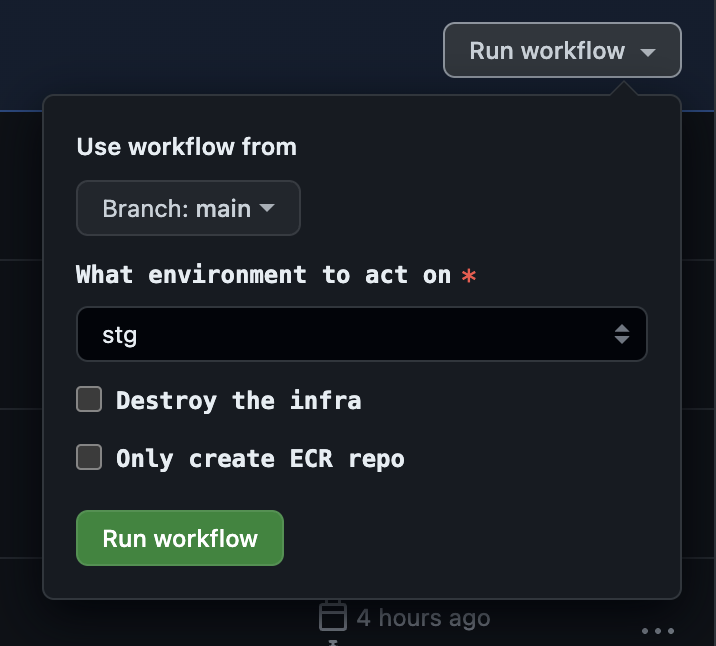 Run workflow
Use workflow from
Branch: main
What environment to act on *
stg
Destroy the infra
Only create ECR repo
Run workflow
4 hours ago